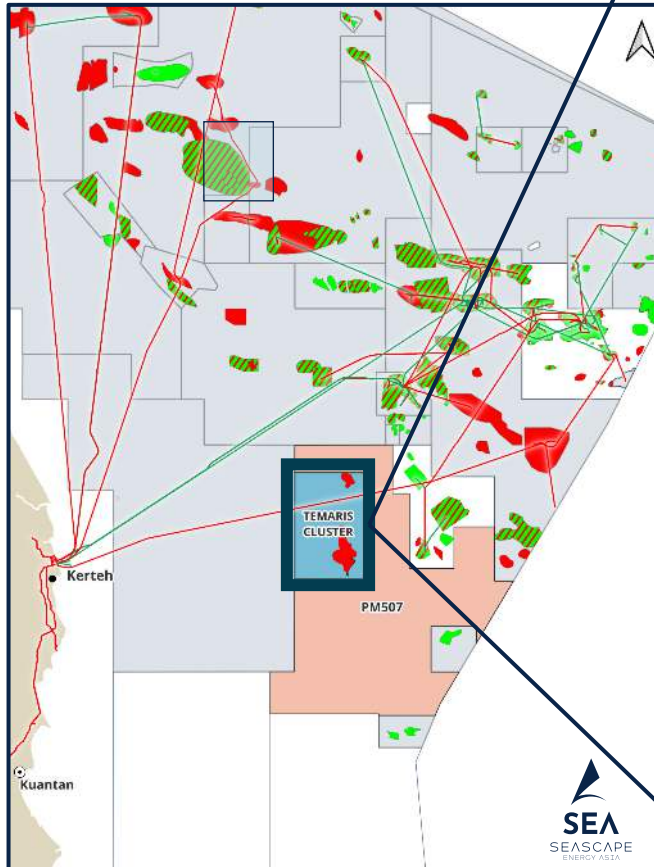 TEMARIS
CLUSTER
Kerteh
PM507
Kuantan
SEA
SEASCAPE
ENERGY ASIA